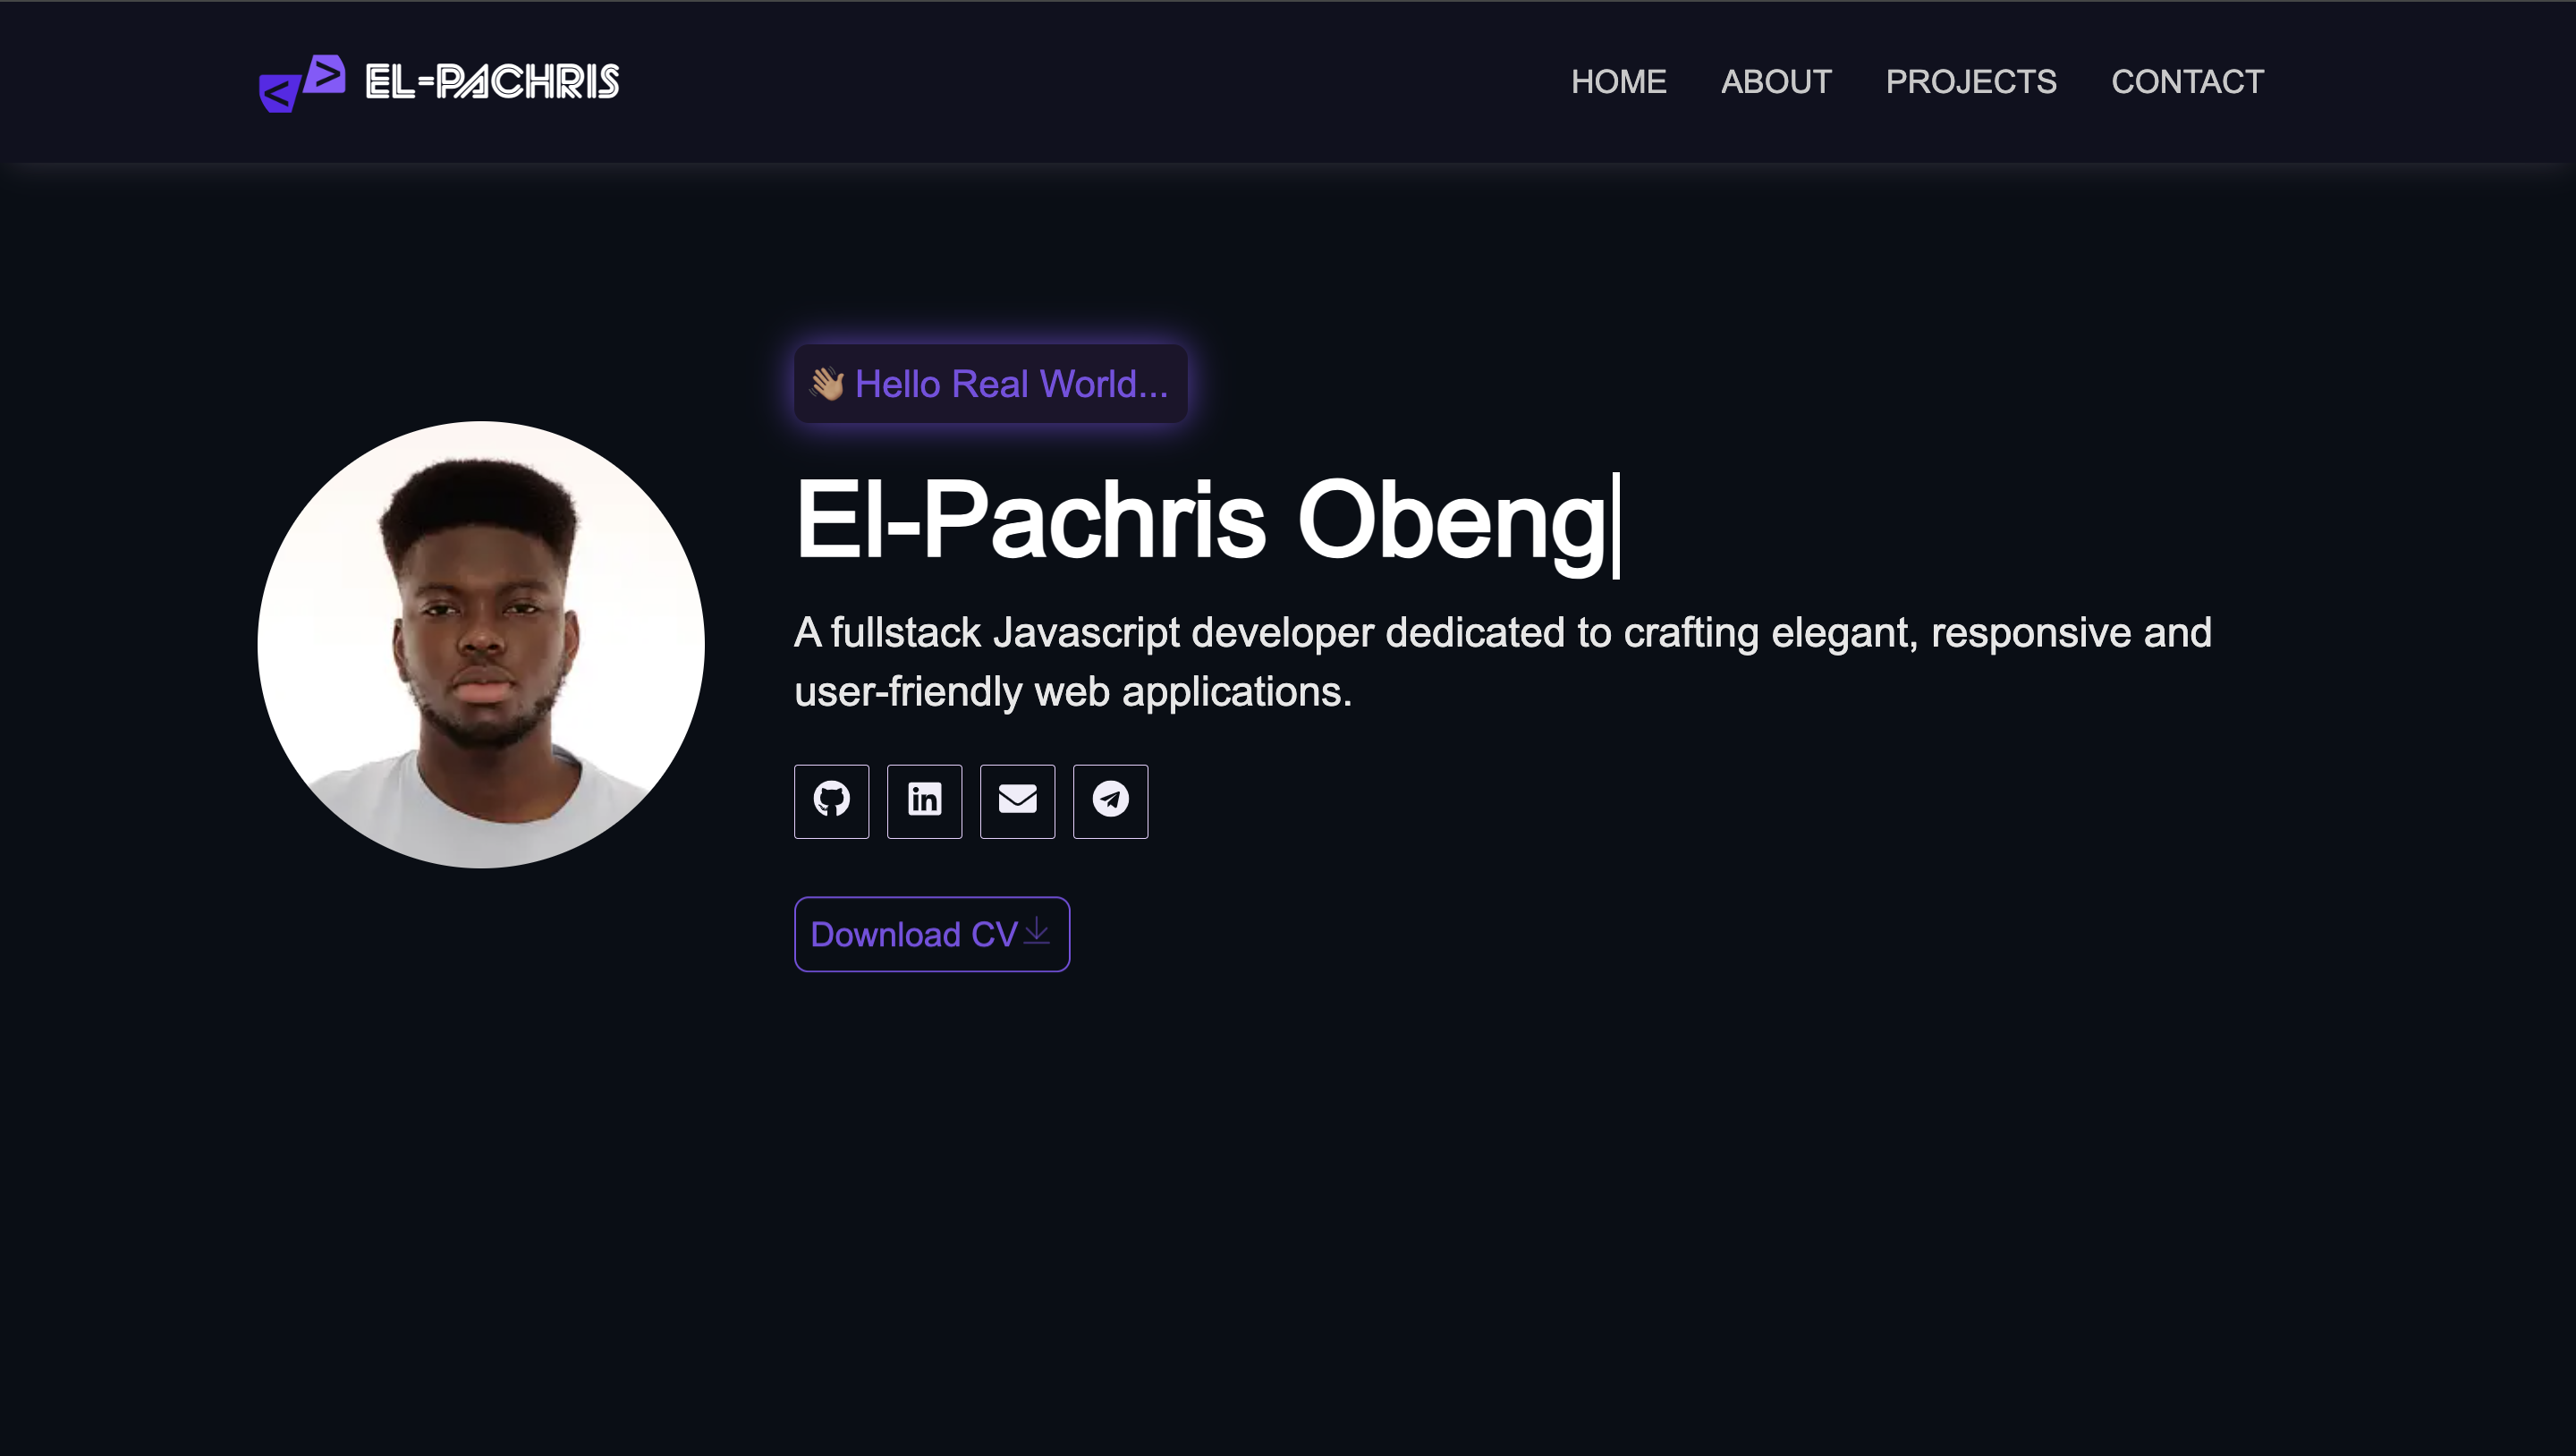 < > EL-PACHRIS
HOME ABOUT PROJECTS CONTACT
👋🏽 Hello Real World...
El-Pachris Obeng|
A fullstack Javascript developer dedicated to crafting elegant, responsive and
user-friendly web applications.
in
Download CV